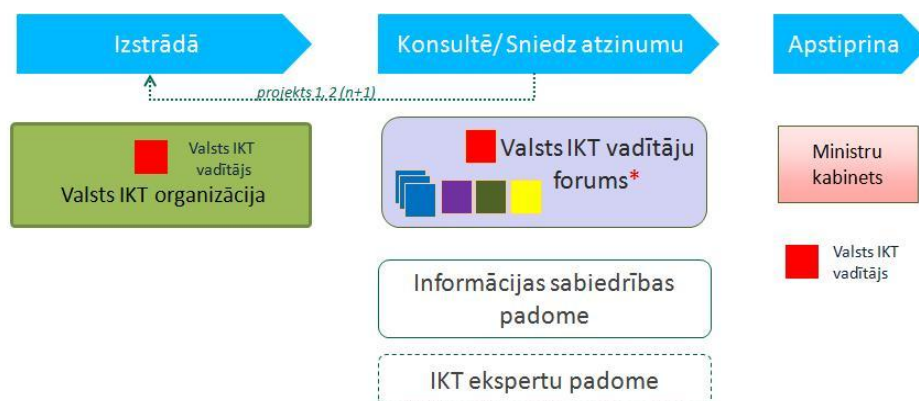 Izstrādā
Konsultē/ Sniedz atzinumu
Apstiprina
projekts 1, 2 (n+1)
Valsts IKT
vadītājs
Valsts IKT organizācija
Valsts IKT vadītāju
forums*
Ministru
kabinets
Valsts IKT
vadītājs
Informācijas sabiedrības
padome
IKT ekspertu padome